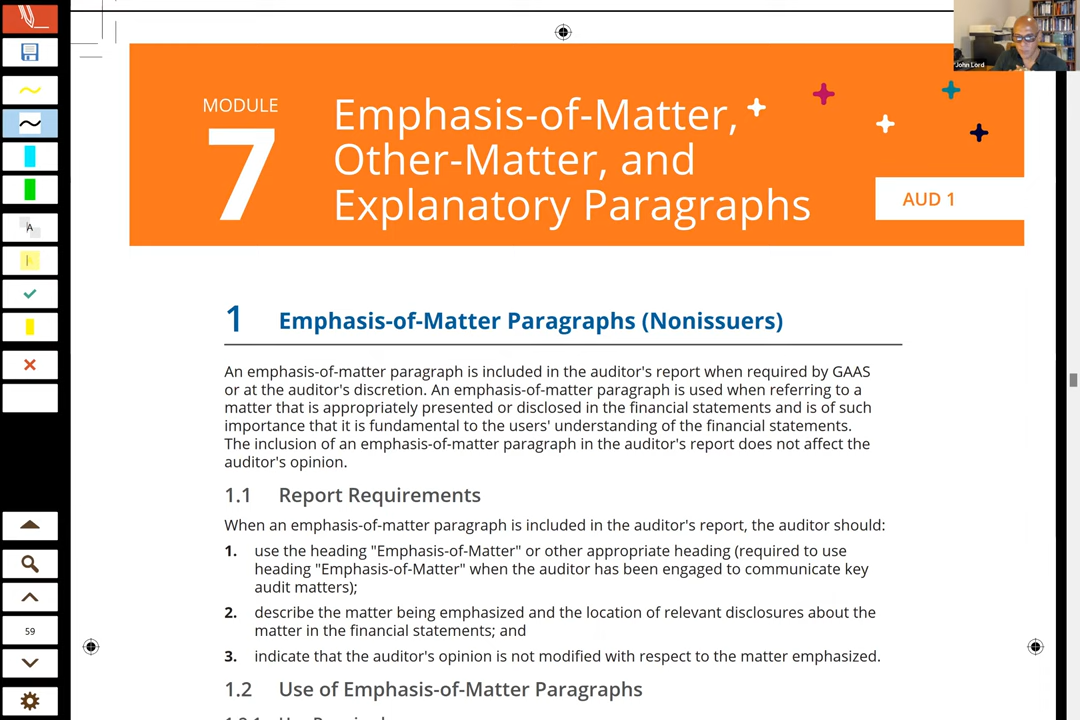 John Lord
MODULE
7
Emphasis-of-Matter,
Other-Matter, and
Explanatory Paragraphs
AUD 1
1 Emphasis-of-Matter Paragraphs (Nonissuers)
An emphasis-of-matter paragraph is included in the auditor's report when required by GAAS
or at the auditor's discretion. An emphasis-of-matter paragraph is used when referring to a
matter that is appropriately presented or disclosed in the financial statements and is of such
importance that it is fundamental to the users' understanding of the financial statements.
The inclusion of an emphasis-of-matter paragraph in the auditor's report does not affect the
auditor's opinion.
1.1 Report Requirements
When an emphasis-of-matter paragraph is included in the auditor's report, the auditor should:
1. use the heading "Emphasis-of-Matter" or other appropriate heading (required to use
heading "Emphasis-of-Matter" when the auditor has been engaged to communicate key
audit matters);
2. describe the matter being emphasized and the location of relevant disclosures about the
matter in the financial statements; and
3. indicate that the auditor's opinion is not modified with respect to the matter emphasized.
1.2 Use of Emphasis-of-Matter Paragraphs
A
59